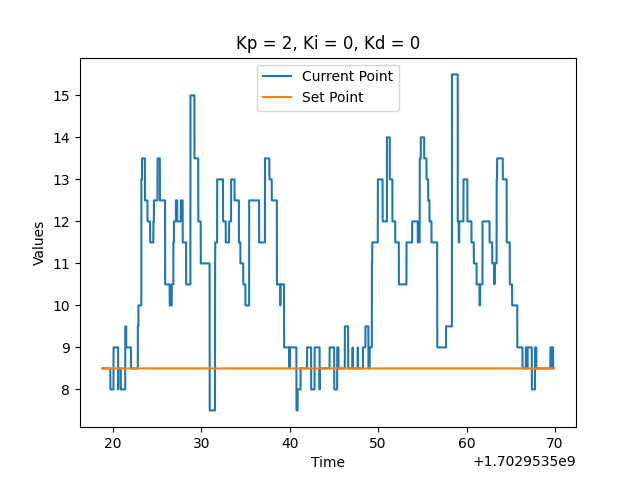 Kp = 2, Ki = 0, Kd = 0
Current Point
Set Point
Values
15
14
13
12
11
10
9
8
20 30 40 50 60 70
Time
+1.7029535e9